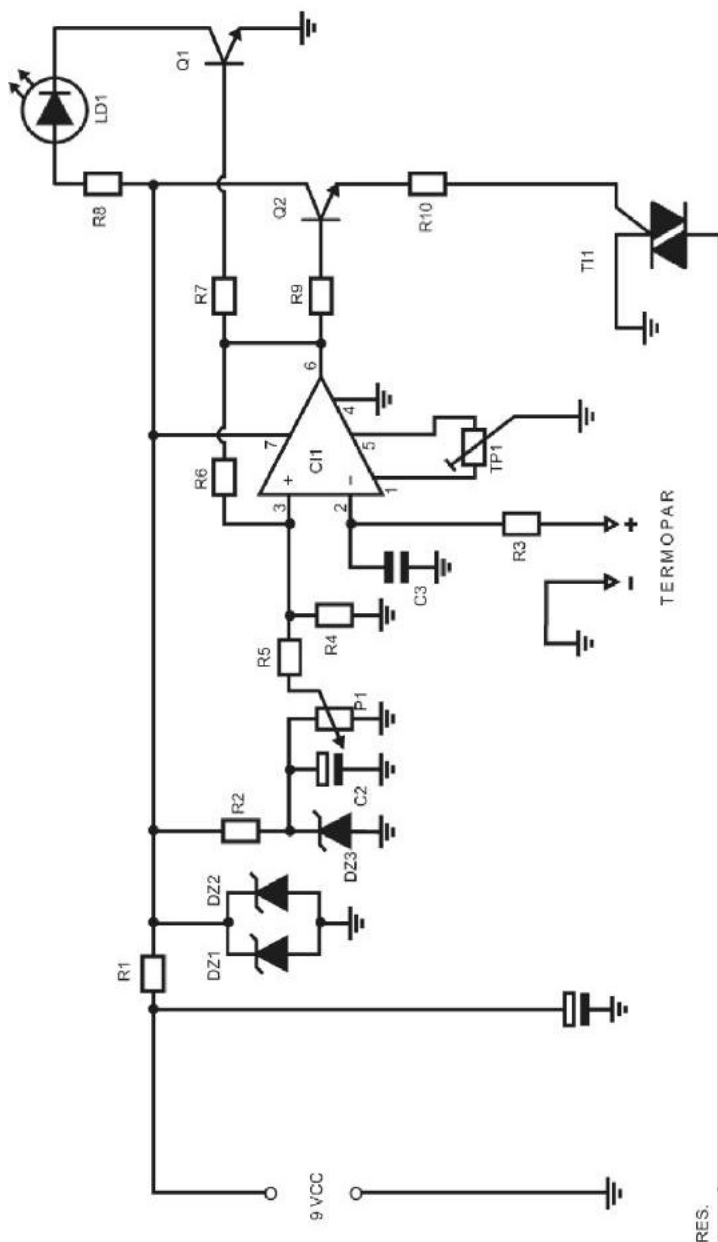 9 VCC
R1
DZ1
DZ2
R2
DZ3
C2
P1
R5
R4
C3
R6
3
+
2
–
CI1
7
1
5
4
6
TP1
R3
–
+
TERMOPAR
R7
R9
R8
LD1
Q1
Q2
R10
TI1
RES.